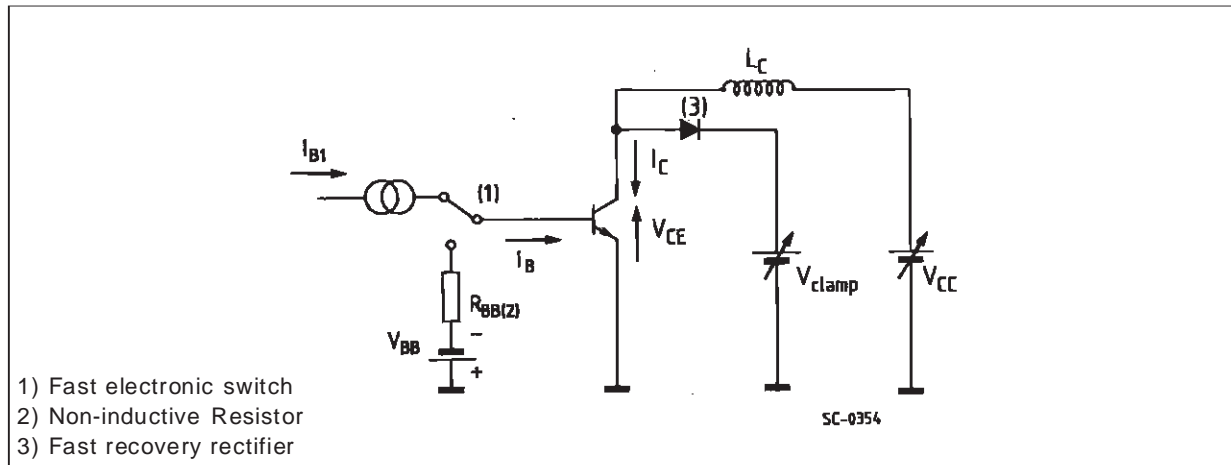 L_C
(3)
I_B1
(1)
I_C
V_CE
i_B
V_clamp
V_CC
R_BB(2)
V_BB
−
+
1) Fast electronic switch
2) Non-inductive Resistor
3) Fast recovery rectifier
SC-0354